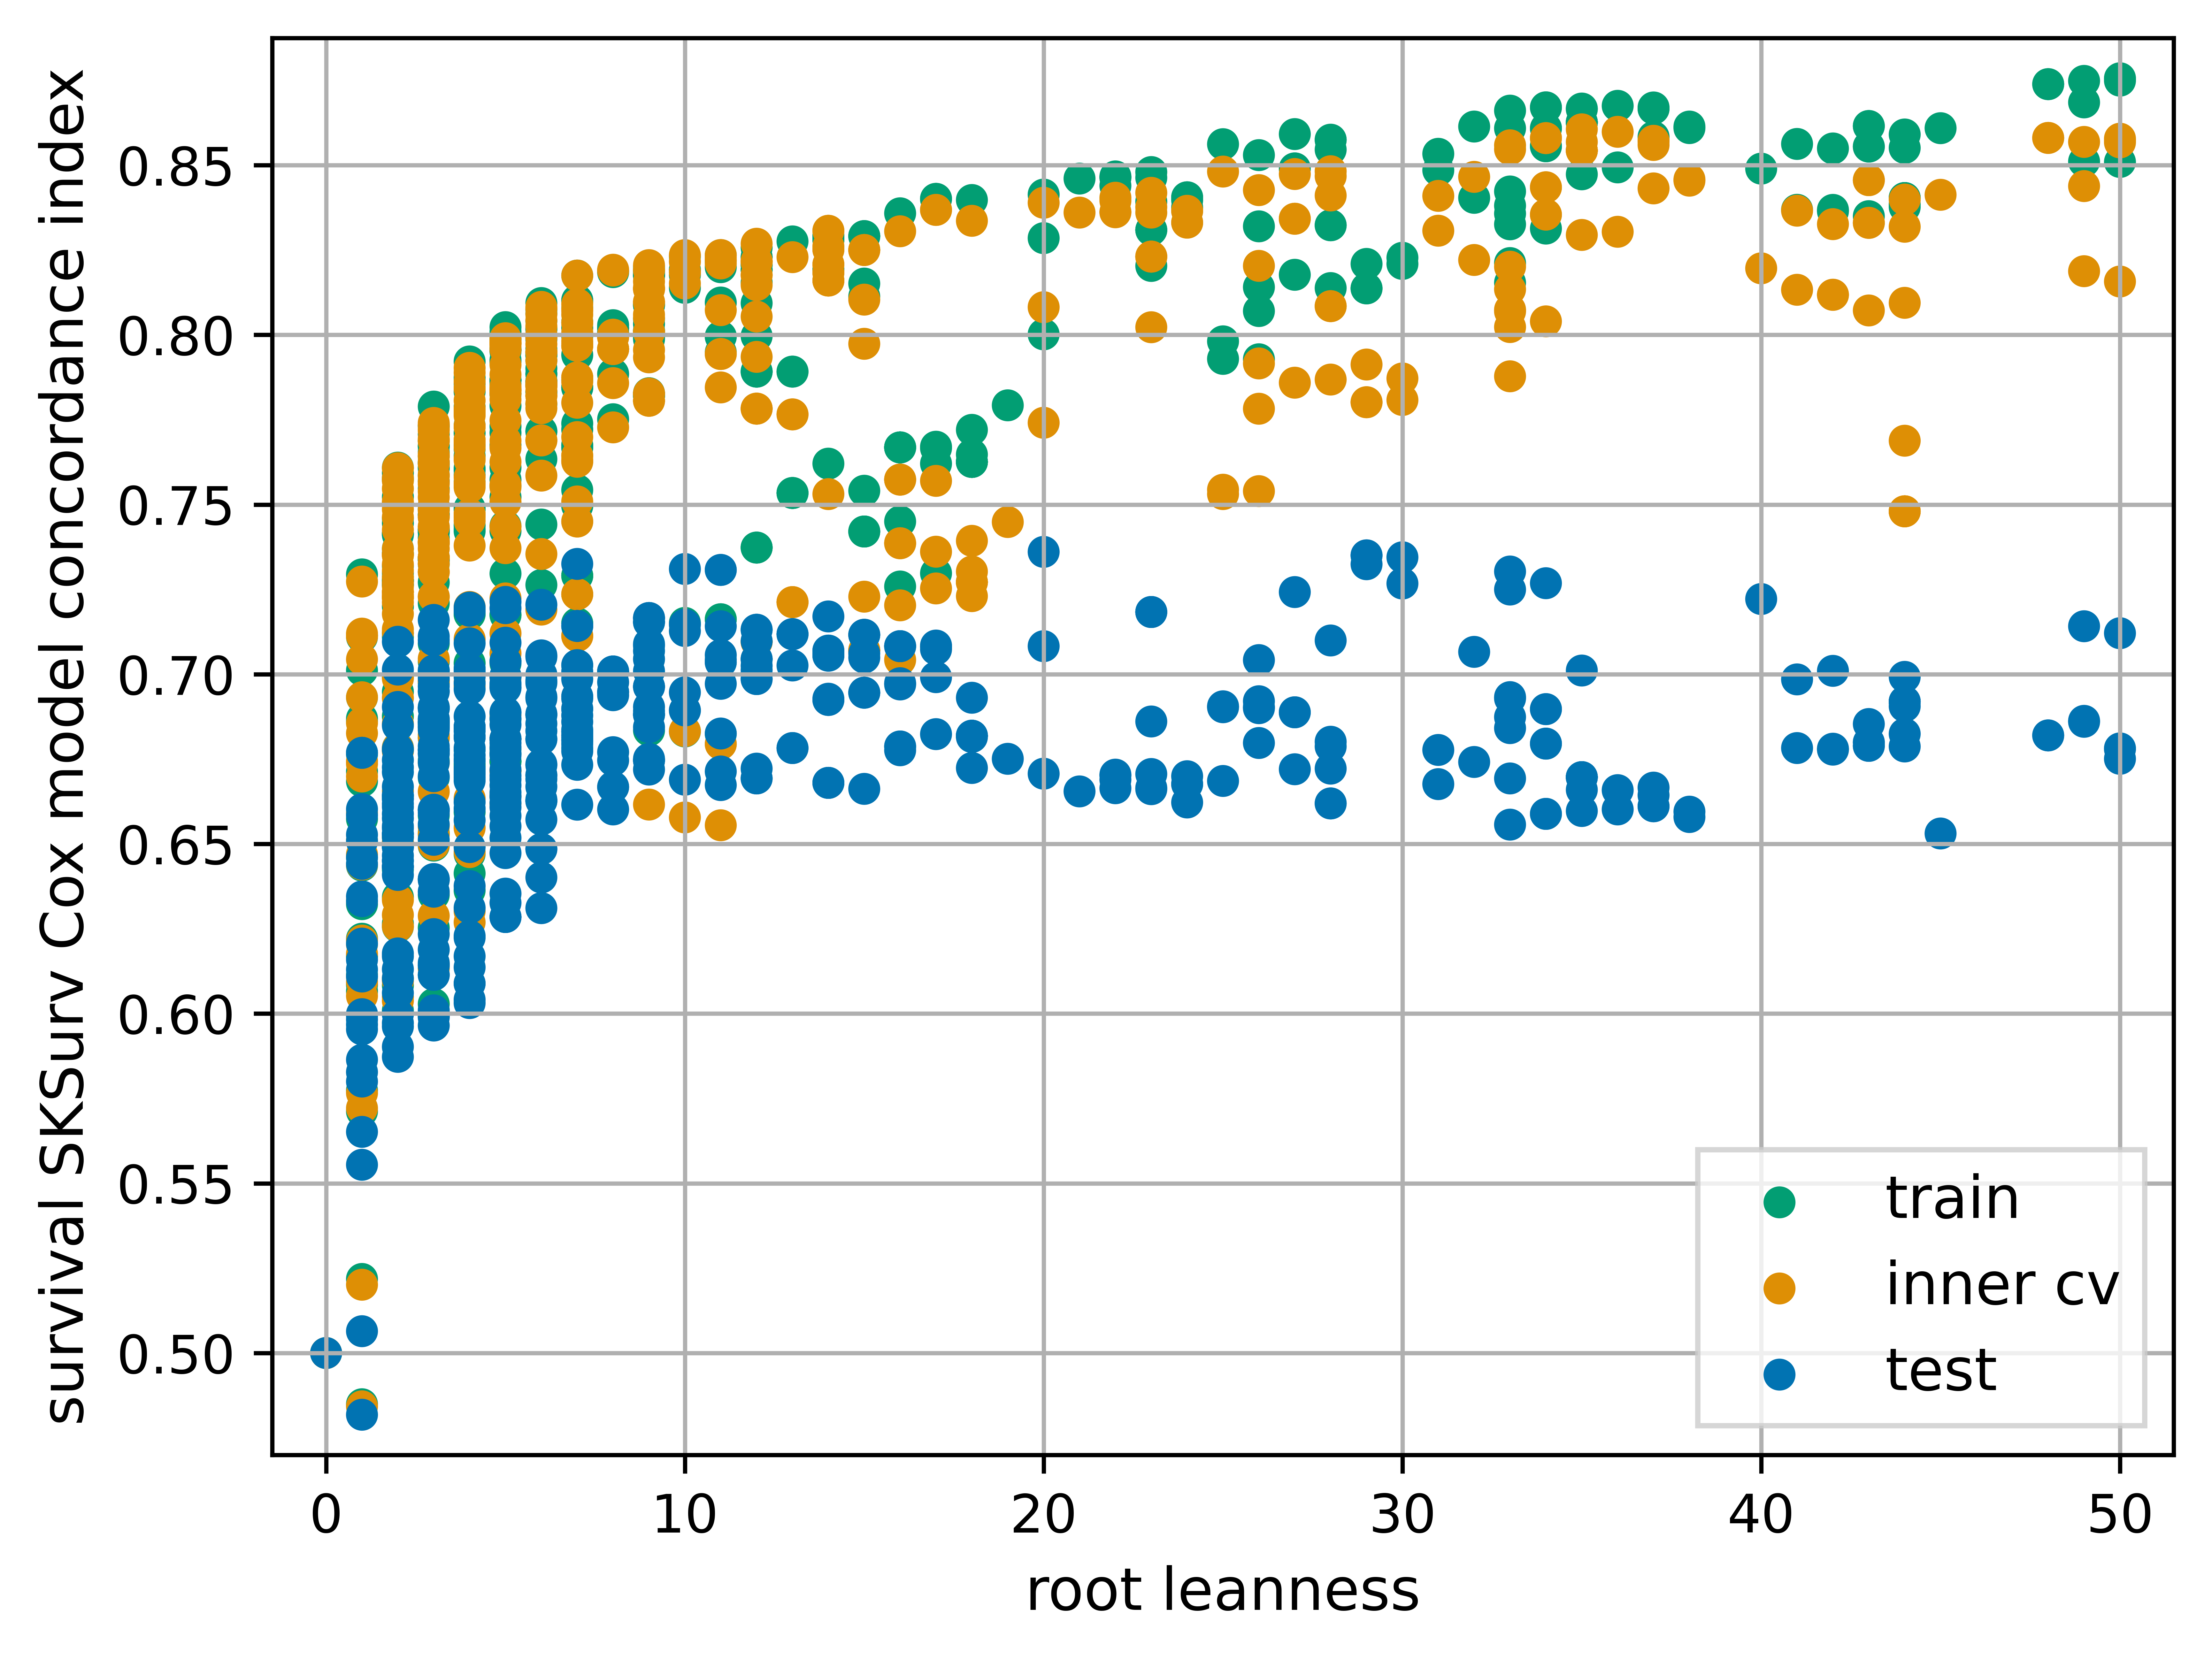 survival SKSurv Cox model concordance index
0.85
0.80
0.75
0.70
0.65
0.60
0.55
0.50
train
inner cv
test
0 10 20 30 40 50
root leanness